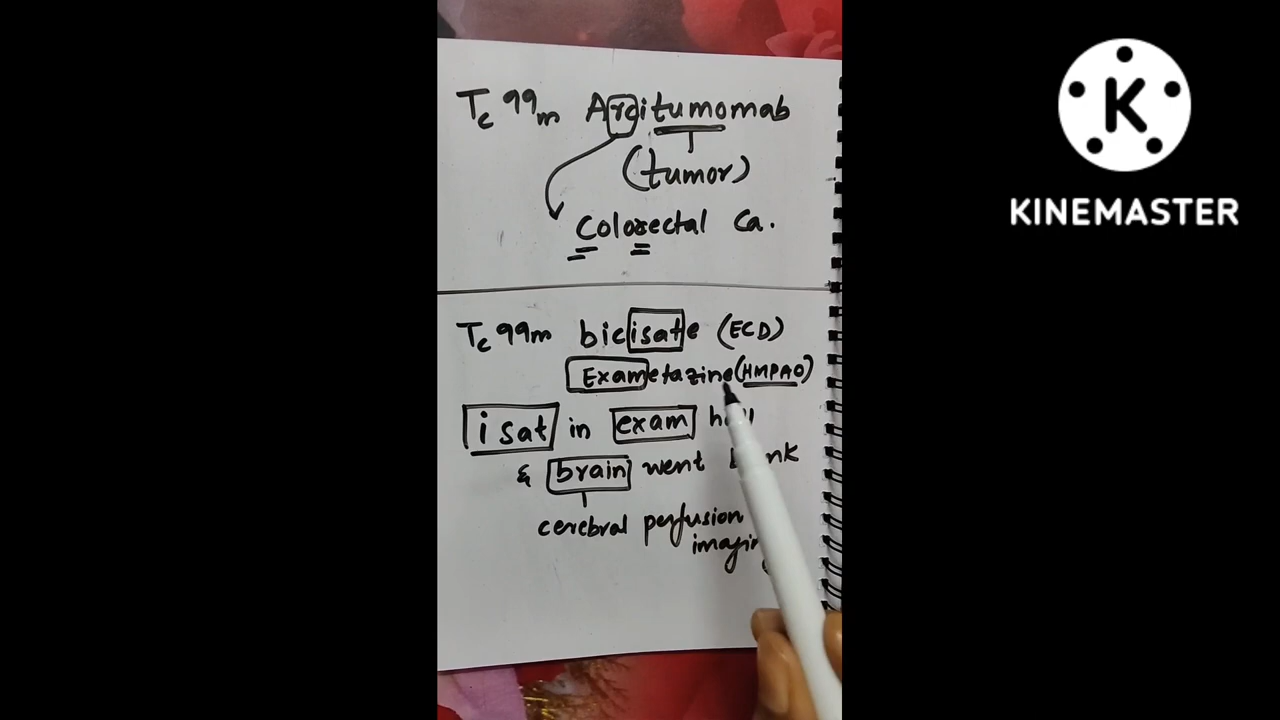 Tc 99m Arcitumomab
(tumor)
Colorectal Ca.
Tc 99m bicisate (ECD)
Exametazine (HMPAO)
i sat in exam
& brain went
cerebral perfusion
K
KINEMASTER